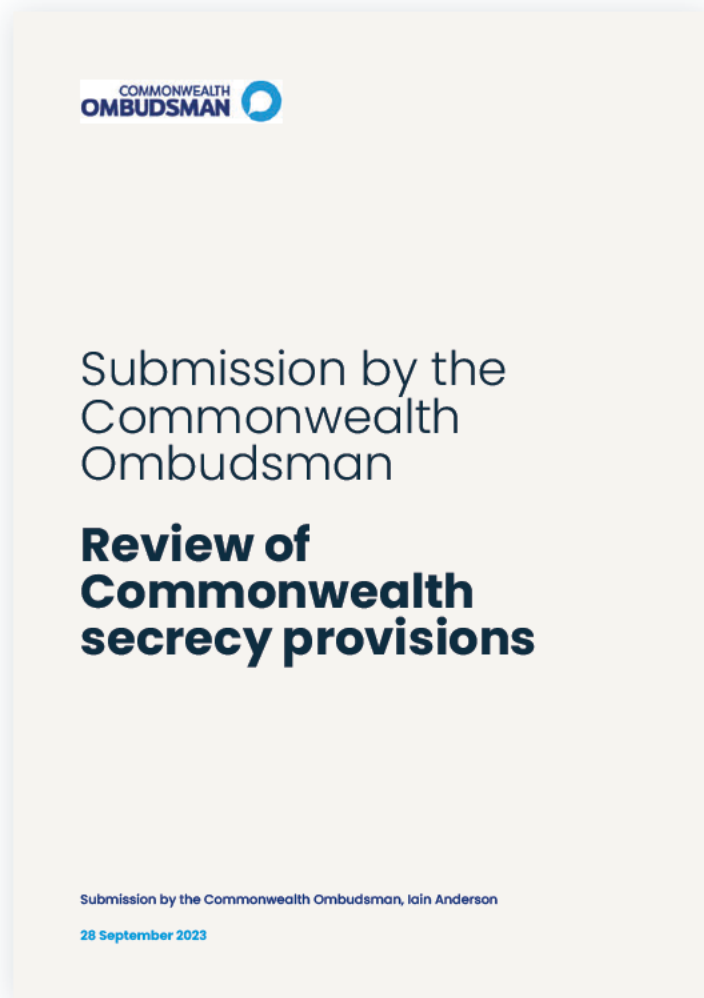 COMMONWEALTH
OMBUDSMAN
Submission by the
Commonwealth
Ombudsman
Review of
Commonwealth
secrecy provisions
Submission by the Commonwealth Ombudsman, Iain Anderson
28 September 2023